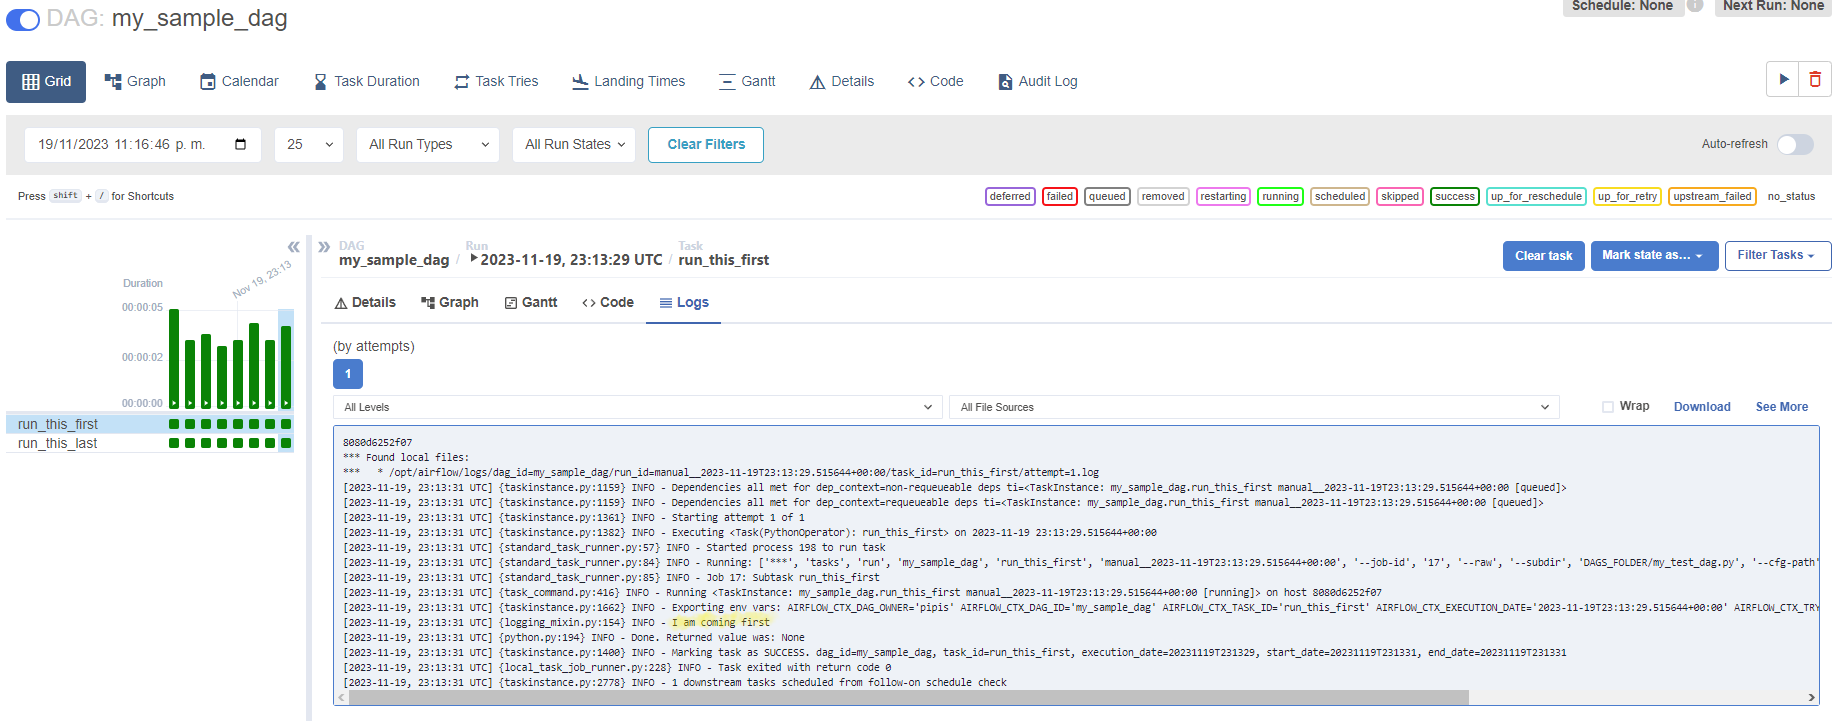 DAG: my_sample_dag
Schedule: None
Next Run: None
Grid
Graph
Calendar
Task Duration
Task Tries
Landing Times
Gantt
Details
Code
Audit Log
19/11/2023 11:16:46 p. m.
25
All Run Types
All Run States
Clear Filters
Auto-refresh
Press shift + / for Shortcuts
deferred
failed
queued
removed
restarting
running
scheduled
skipped
success
up_for_reschedule
up_for_retry
upstream_failed
no_status
DAG
my_sample_dag
/
Run
2023-11-19, 23:13:29 UTC
/
Task
run_this_first
Clear task
Mark state as...
Filter Tasks
Nov 19, 23:13
Duration
00:00:05
00:00:02
00:00:00
run_this_first
run_this_last
Details
Graph
Gantt
Code
Logs
(by attempts)
1
All Levels
All File Sources
Wrap
Download
See More
8080d6252f07
*** Found local files:
***   * /opt/airflow/logs/dag_id=my_sample_dag/run_id=manual__2023-11-19T23:13:29.515644+00:00/task_id=run_this_first/attempt=1.log
[2023-11-19, 23:13:31 UTC] {taskinstance.py:1159} INFO - Dependencies all met for dep_context=non-requeueable deps ti=<TaskInstance: my_sample_dag.run_this_first manual__2023-11-19T23:13:29.515644+00:00 [queued]>
[2023-11-19, 23:13:31 UTC] {taskinstance.py:1159} INFO - Dependencies all met for dep_context=requeueable deps ti=<TaskInstance: my_sample_dag.run_this_first manual__2023-11-19T23:13:29.515644+00:00 [queued]>
[2023-11-19, 23:13:31 UTC] {taskinstance.py:1361} INFO - Starting attempt 1 of 1
[2023-11-19, 23:13:31 UTC] {taskinstance.py:1382} INFO - Executing <Task(PythonOperator): run_this_first> on 2023-11-19 23:13:29.515644+00:00
[2023-11-19, 23:13:31 UTC] {standard_task_runner.py:57} INFO - Started process 198 to run task
[2023-11-19, 23:13:31 UTC] {standard_task_runner.py:84} INFO - Running: ['***', 'tasks', 'run', 'my_sample_dag', 'run_this_first', 'manual__2023-11-19T23:13:29.515644+00:00', '--job-id', '17', '--raw', '--subdir', 'DAGS_FOLDER/my_test_dag.py', '--cfg-path'
[2023-11-19, 23:13:31 UTC] {standard_task_runner.py:85} INFO - Job 17: Subtask run_this_first
[2023-11-19, 23:13:31 UTC] {task_command.py:416} INFO - Running <TaskInstance: my_sample_dag.run_this_first manual__2023-11-19T23:13:29.515644+00:00 [running]> on host 8080d6252f07
[2023-11-19, 23:13:31 UTC] {taskinstance.py:1662} INFO - Exporting env vars: AIRFLOW_CTX_DAG_OWNER='pipis' AIRFLOW_CTX_DAG_ID='my_sample_dag' AIRFLOW_CTX_TASK_ID='run_this_first' AIRFLOW_CTX_EXECUTION_DATE='2023-11-19T23:13:29.515644+00:00' AIRFLOW_CTX_TRY
[2023-11-19, 23:13:31 UTC] {logging_mixin.py:154} INFO - I am coming first
[2023-11-19, 23:13:31 UTC] {python.py:194} INFO - Done. Returned value was: None
[2023-11-19, 23:13:31 UTC] {taskinstance.py:1400} INFO - Marking task as SUCCESS. dag_id=my_sample_dag, task_id=run_this_first, execution_date=20231119T231329, start_date=20231119T231331, end_date=20231119T231331
[2023-11-19, 23:13:31 UTC] {local_task_job_runner.py:228} INFO - Task exited with return code 0
[2023-11-19, 23:13:31 UTC] {taskinstance.py:2778} INFO - 1 downstream tasks scheduled from follow-on schedule check